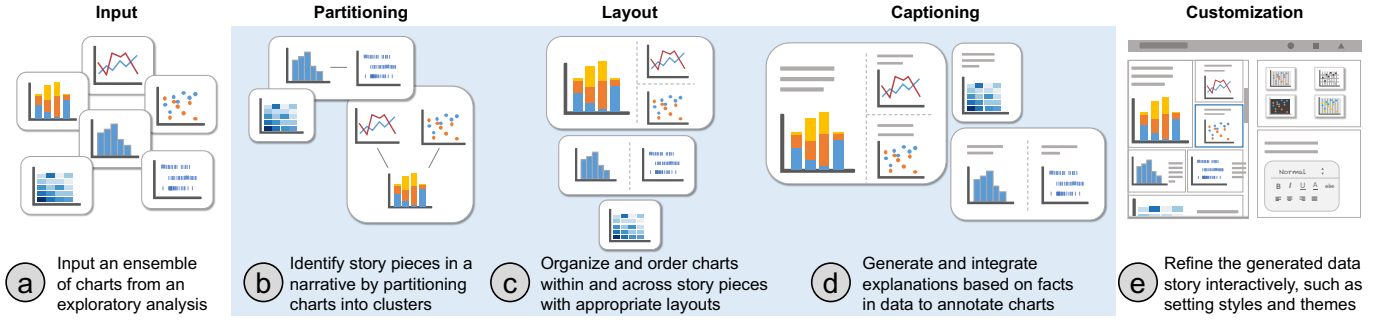 Input
Partitioning
Layout
Captioning
Customization
Normal
B I U A abc
a
Input an ensemble
of charts from an
exploratory analysis
b
Identify story pieces in a
narrative by partitioning
charts into clusters
c
Organize and order charts
within and across story pieces
with appropriate layouts
d
Generate and integrate
explanations based on facts
in data to annotate charts
e
Refine the generated data
story interactively, such as
setting styles and themes